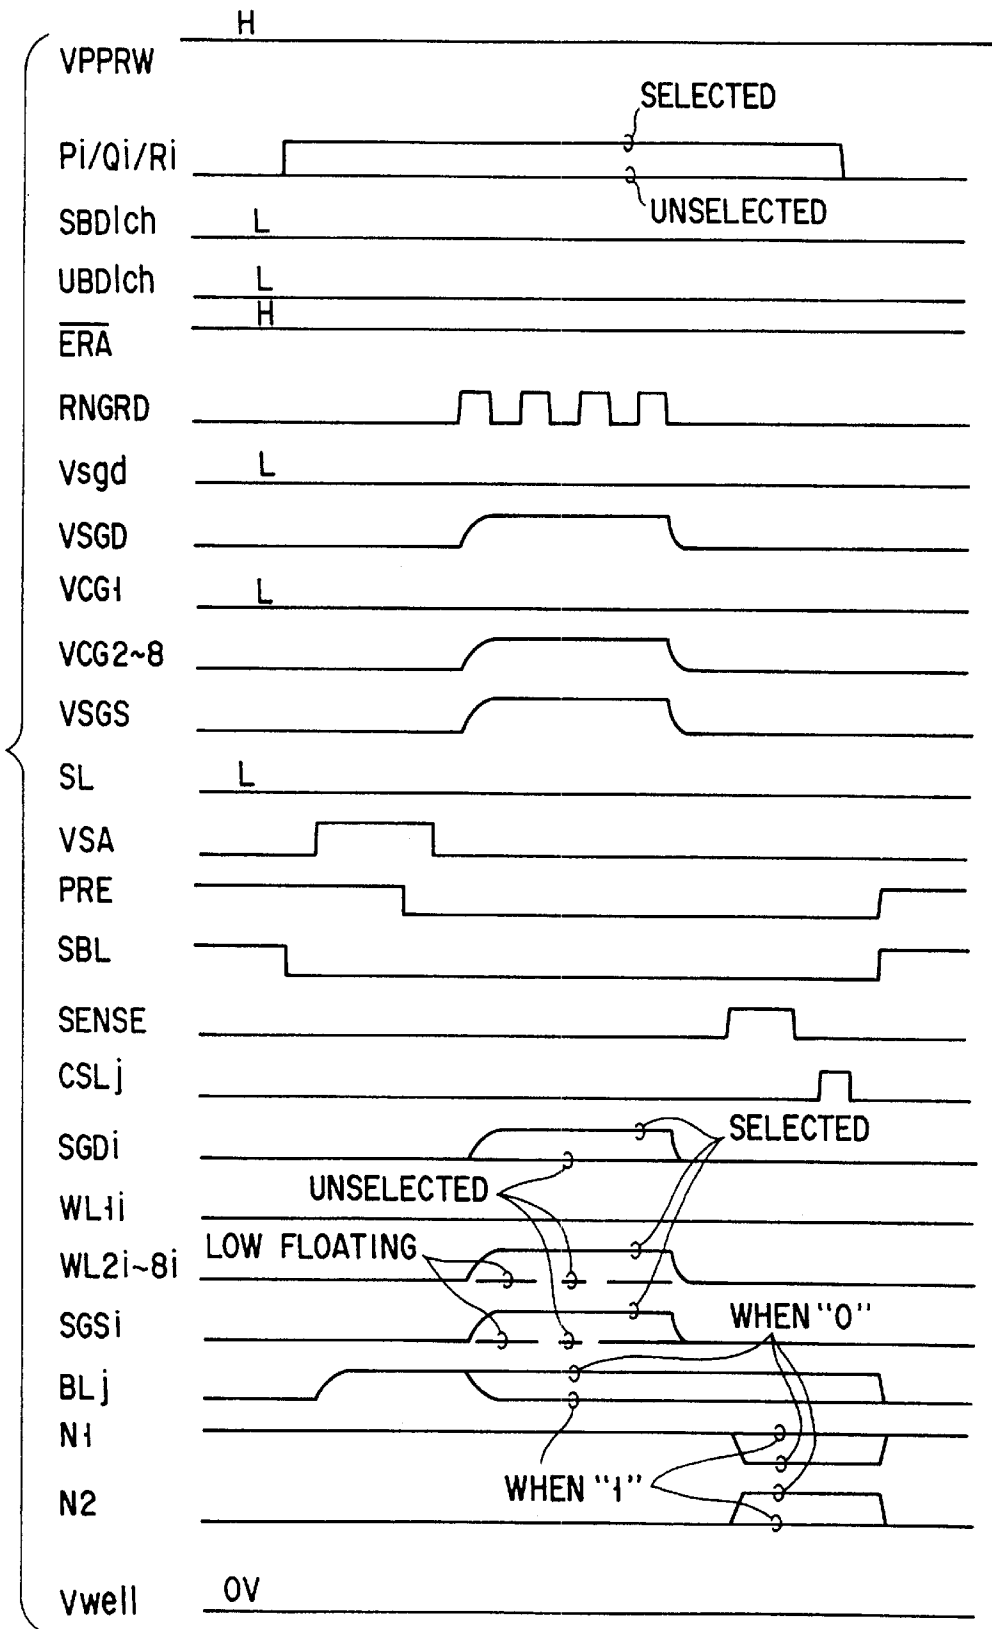 H
VPPRW
SELECTED
Pi/Qi/Ri
UNSELECTED
SBDlch L
UBDlch L
H
ERA
RNGRD
Vsgd L
VSGD
VCG1 L
VCG2~8
VSGS
SL L
VSA
PRE
SBL
SENSE
CSLj
SELECTED
SGDi
UNSELECTED
WL1i
LOW FLOATING
WL2i~8i
SGSi
WHEN "0"
BLj
N1
WHEN "1"
N2
Vwell 0V